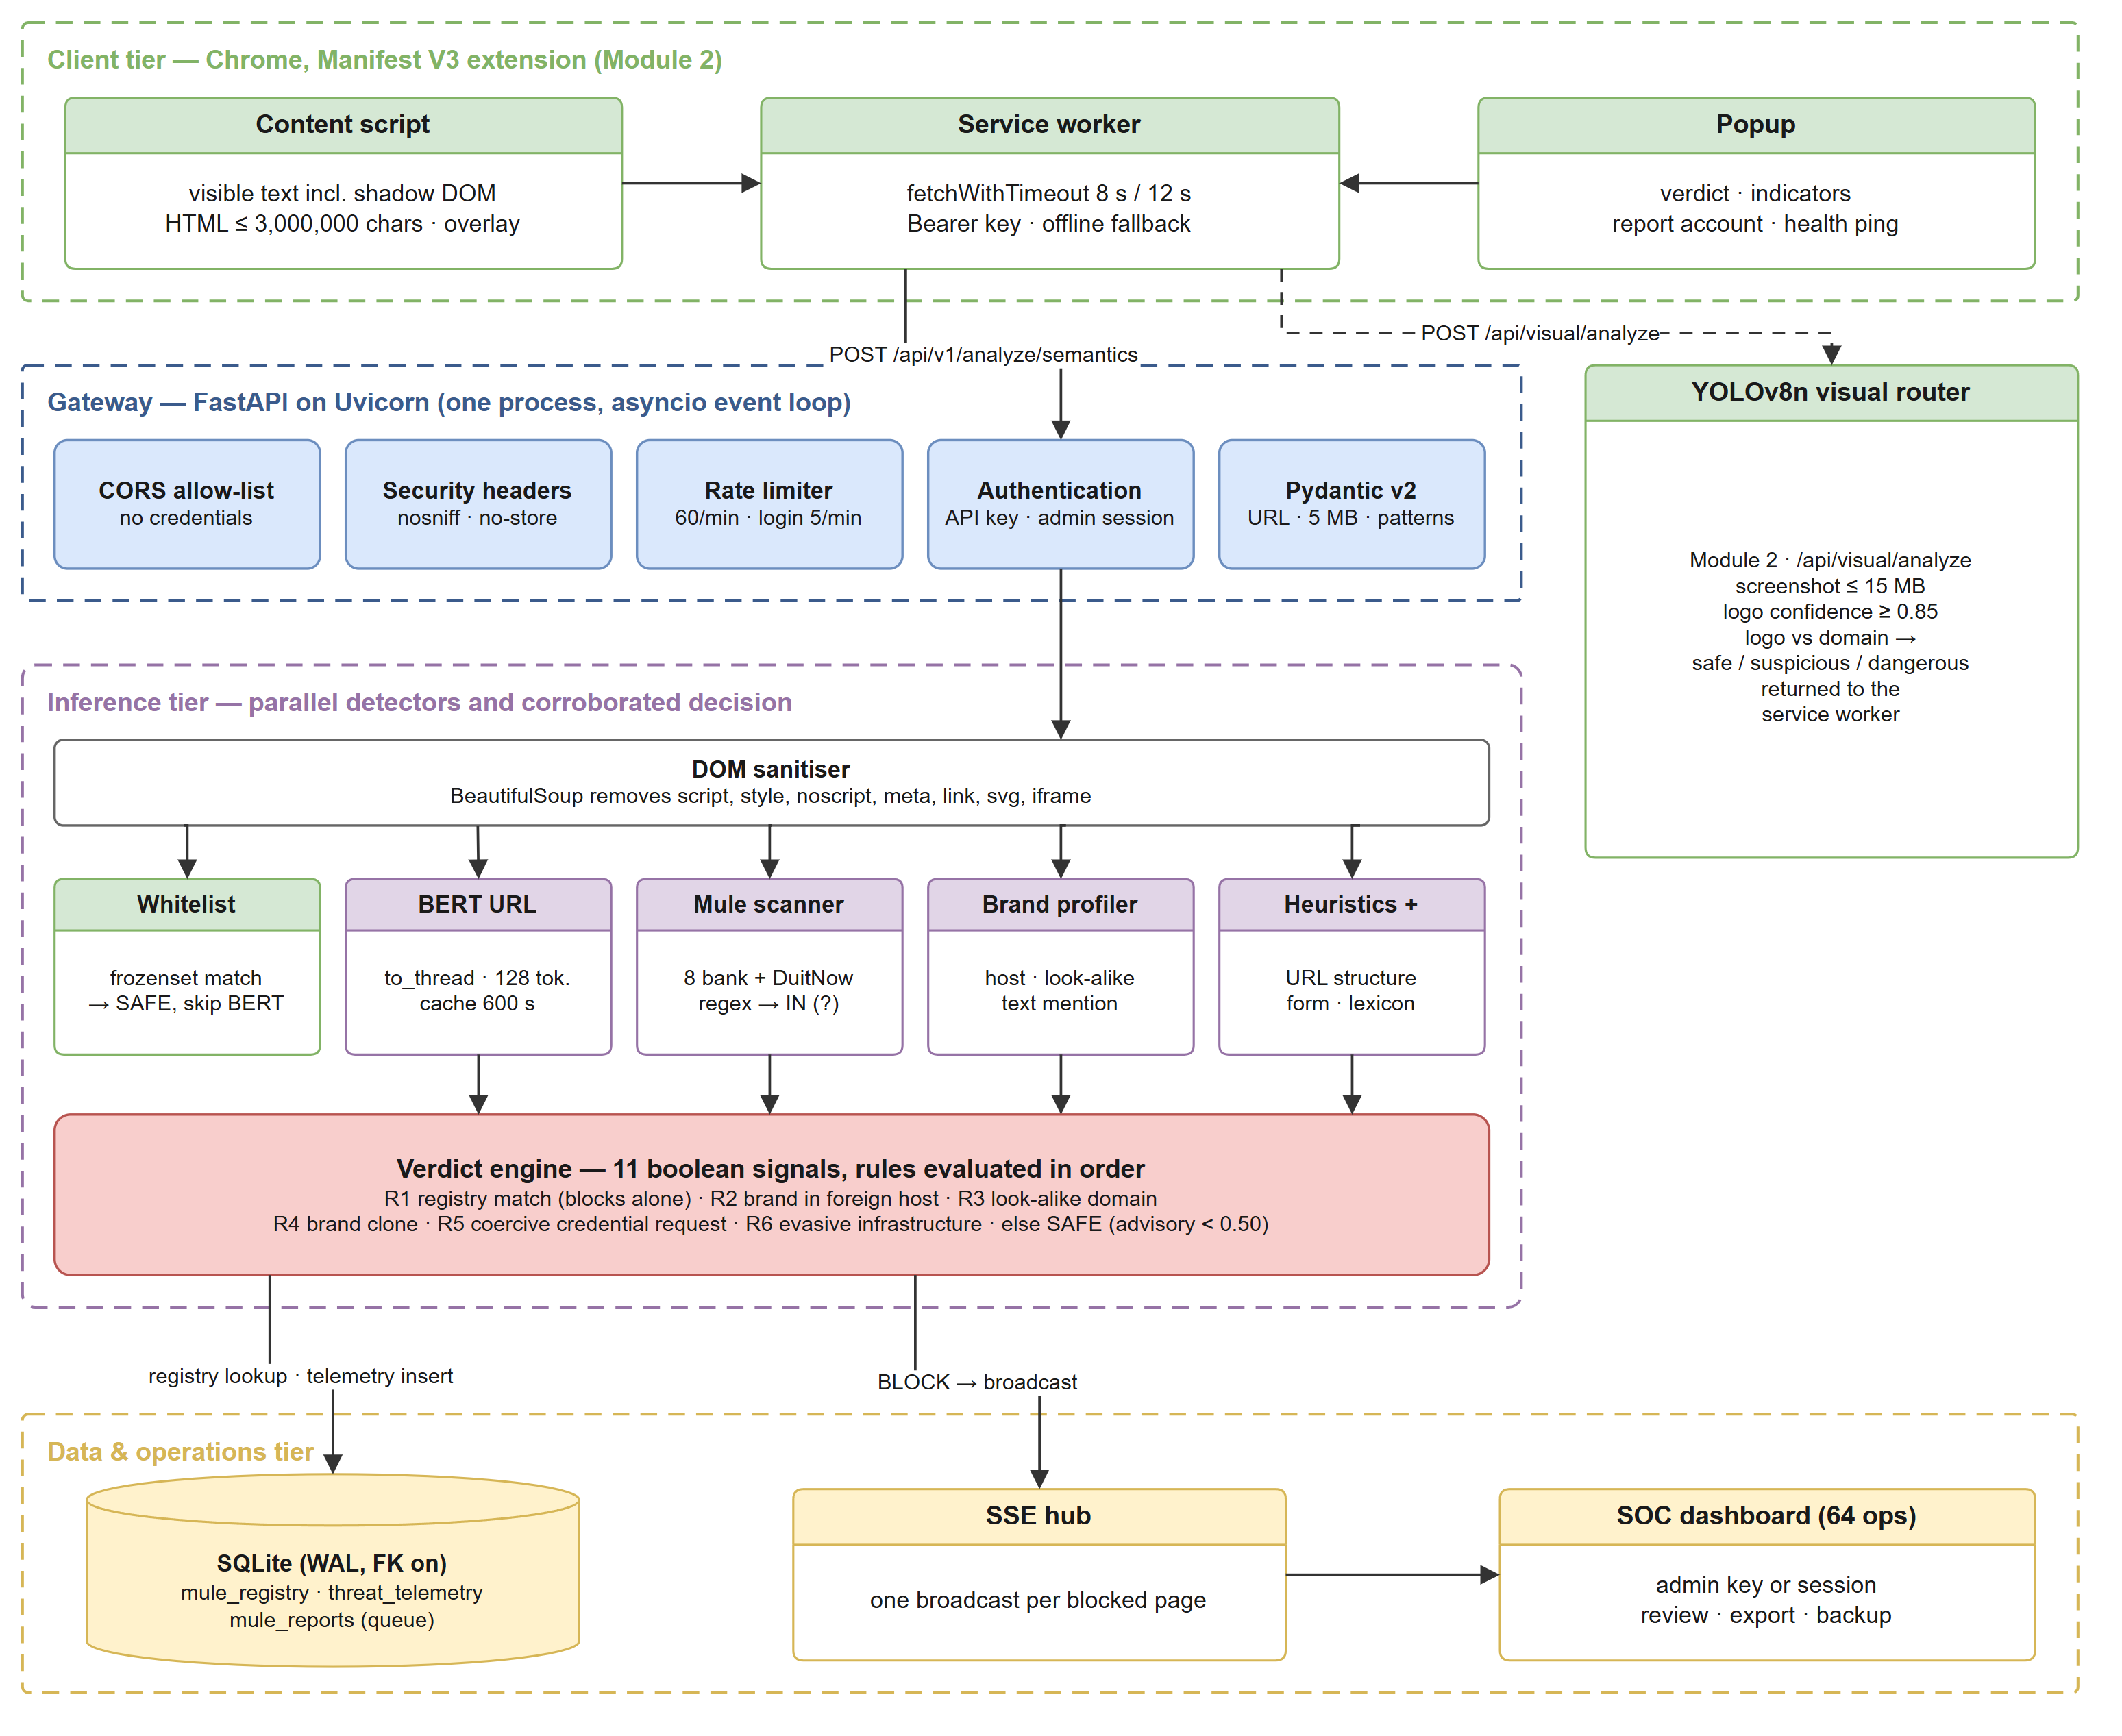 Client tier — Chrome, Manifest V3 extension (Module 2)
Content script
visible text incl. shadow DOM
HTML ≤ 3,000,000 chars · overlay
Service worker
fetchWithTimeout 8 s / 12 s
Bearer key · offline fallback
Popup
verdict · indicators
report account · health ping
POST /api/visual/analyze
POST /api/v1/analyze/semantics
Gateway — FastAPI on Uvicorn (one process, asyncio event loop)
CORS allow-list
no credentials
Security headers
nosniff · no-store
Rate limiter
60/min · login 5/min
Authentication
API key · admin session
Pydantic v2
URL · 5 MB · patterns
YOLOv8n visual router
Module 2 · /api/visual/analyze
screenshot ≤ 15 MB
logo confidence ≥ 0.85
logo vs domain →
safe / suspicious / dangerous
returned to the
service worker
Inference tier — parallel detectors and corroborated decision
DOM sanitiser
BeautifulSoup removes script, style, noscript, meta, link, svg, iframe
Whitelist
frozenset match
→ SAFE, skip BERT
BERT URL
to_thread · 128 tok.
cache 600 s
Mule scanner
8 bank + DuitNow
regex → IN (?)
Brand profiler
host · look-alike
text mention
Heuristics +
URL structure
form · lexicon
Verdict engine — 11 boolean signals, rules evaluated in order
R1 registry match (blocks alone) · R2 brand in foreign host · R3 look-alike domain
R4 brand clone · R5 coercive credential request · R6 evasive infrastructure · else SAFE (advisory < 0.50)
registry lookup · telemetry insert
BLOCK → broadcast
Data & operations tier
SQLite (WAL, FK on)
mule_registry · threat_telemetry
mule_reports (queue)
SSE hub
one broadcast per blocked page
SOC dashboard (64 ops)
admin key or session
review · export · backup